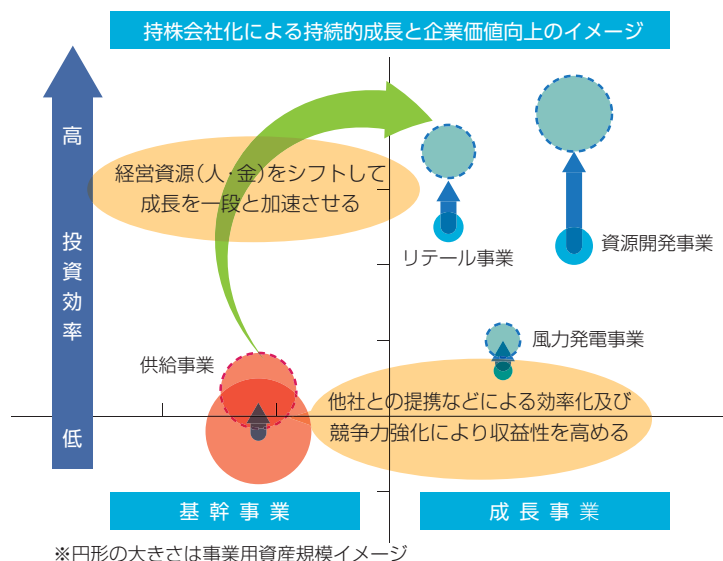 持株会社化による持続的成長と企業価値向上のイメージ
高
投資効率
低
経営資源(人・金)をシフトして
成長を一段と加速させる
リテール事業
資源開発事業
風力発電事業
供給事業
他社との提携などによる効率化及び
競争力強化により収益性を高める
基幹事業
成長事業
※円形の大きさは事業用資産規模イメージ